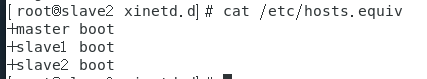 [root@slave2 xinetd.d]# cat /etc/hosts.equiv
+master boot
+slave1 boot
+slave2 boot